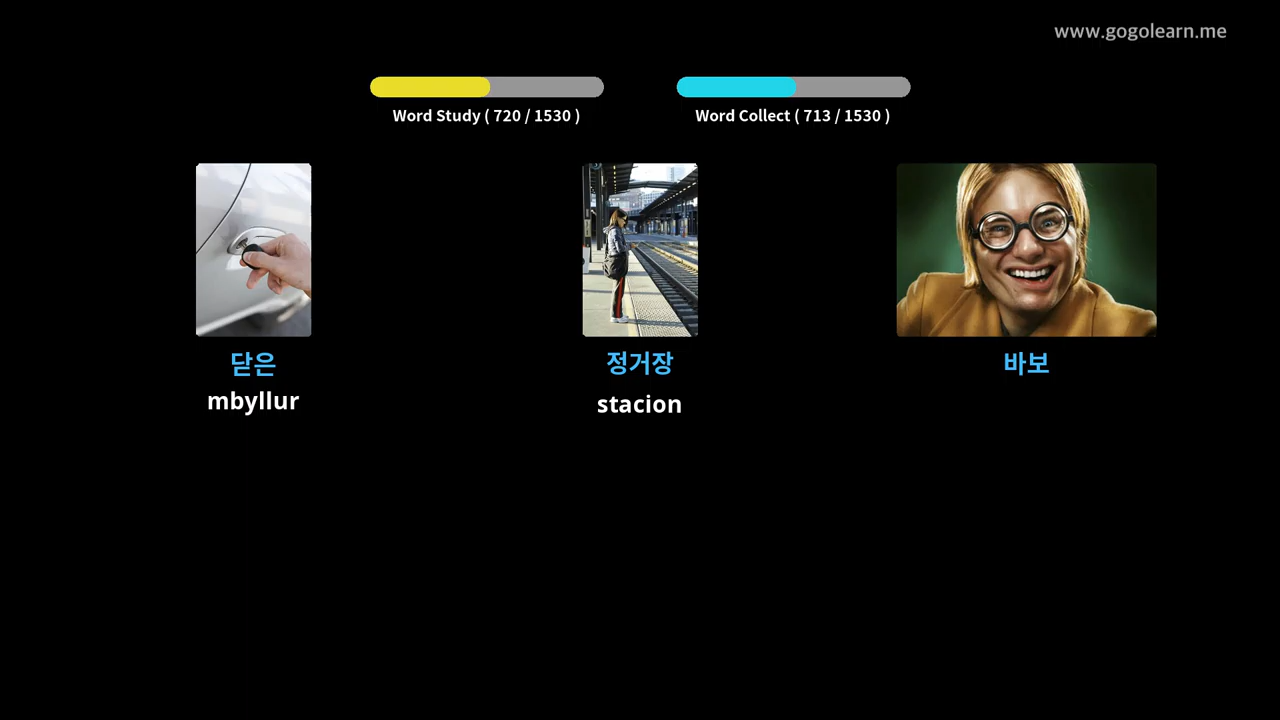 www.gogolearn.me
Word Study ( 720 / 1530 )
Word Collect ( 713 / 1530 )
닫은
정거장
바보
mbyllur
stacion